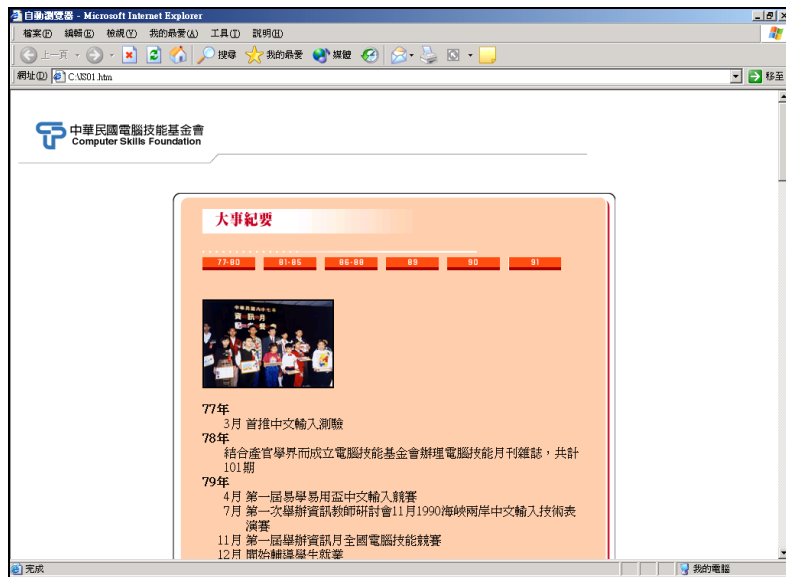 自動瀏覽器 - Microsoft Internet Explorer
檔案(F) 編輯(E) 檢視(V) 我的最愛(A) 工具(T) 說明(H)
上一頁 搜尋 我的最愛 媒體
網址(D) C:\JS01.htm 移至
中華民國電腦技能基金會
Computer Skills Foundation
大事紀要
77-80 81-85 86-88 89 90 91
資訊月
77年
3月 首推中文輸入測驗
78年
結合產官學界而成立電腦技能基金會辦理電腦技能月刊雜誌，共計
101期
79年
4月 第一屆易學易用盃中文輸入競賽
7月 第一次舉辦資訊教師研討會11月1990海峽兩岸中文輸入技術表
演賽
11月 第一屆舉辦資訊月全國電腦技能競賽
12月 開始輔導學生就業
完成 我的電腦